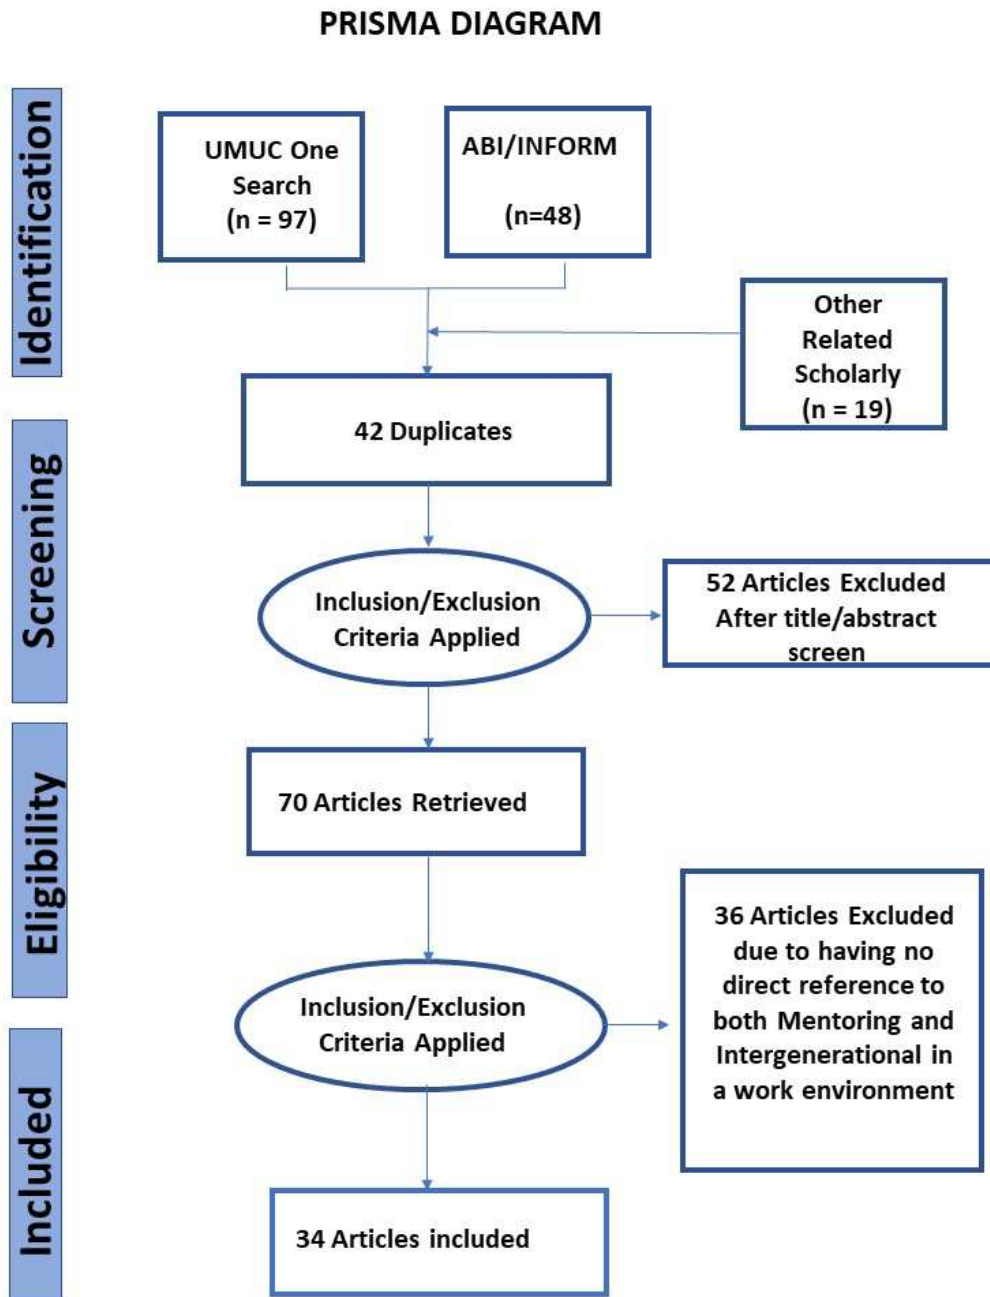 PRISMA DIAGRAM
Identification
UMUC One
Search
(n = 97)
ABI/INFORM
(n=48)
Other
Related
Scholarly
(n = 19)
42 Duplicates
Screening
Inclusion/Exclusion
Criteria Applied
52 Articles Excluded
After title/abstract
screen
Eligibility
70 Articles Retrieved
36 Articles Excluded
due to having no
direct reference to
both Mentoring and
Intergenerational in
a work environment
Inclusion/Exclusion
Criteria Applied
Included
34 Articles included